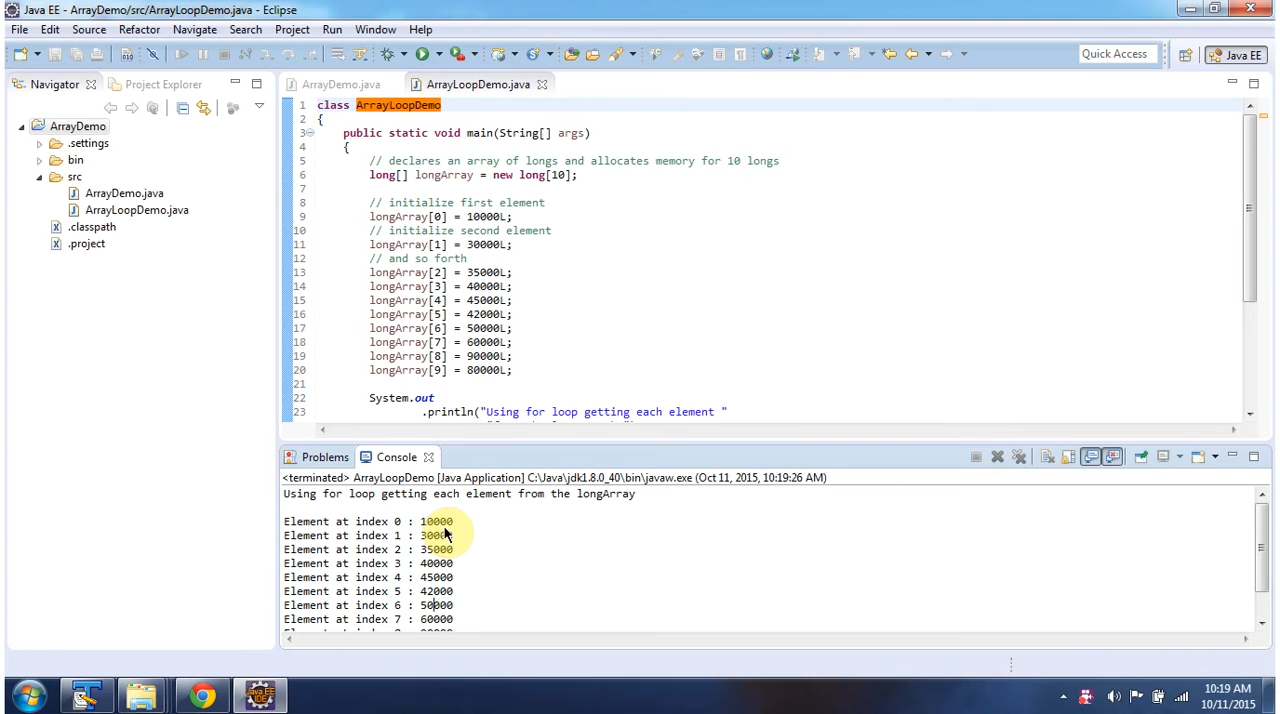 Java EE - ArrayDemo/src/ArrayLoopDemo.java - Eclipse
File Edit Source Refactor Navigate Search Project Run Window Help
Quick Access Java EE
Navigator Project Explorer
ArrayDemo
.settings
bin
src
ArrayDemo.java
ArrayLoopDemo.java
.classpath
.project
ArrayDemo.java ArrayLoopDemo.java
1 class ArrayLoopDemo
2 {
3 public static void main(String[] args)
4 {
5 // declares an array of longs and allocates memory for 10 longs
6 long[] longArray = new long[10];
7
8 // initialize first element
9 longArray[0] = 10000L;
10 // initialize second element
11 longArray[1] = 30000L;
12 // and so forth
13 longArray[2] = 35000L;
14 longArray[3] = 40000L;
15 longArray[4] = 45000L;
16 longArray[5] = 42000L;
17 longArray[6] = 50000L;
18 longArray[7] = 60000L;
19 longArray[8] = 90000L;
20 longArray[9] = 80000L;
21
22 System.out
23 .println("Using for loop getting each element "
Problems Console
<terminated> ArrayLoopDemo [Java Application] C:\Java\jdk1.8.0_40\bin\javaw.exe (Oct 11, 2015, 10:19:26 AM)
Using for loop getting each element from the longArray
Element at index 0 : 10000
Element at index 1 : 30000
Element at index 2 : 35000
Element at index 3 : 40000
Element at index 4 : 45000
Element at index 5 : 42000
Element at index 6 : 50000
Element at index 7 : 60000
10:19 AM
10/11/2015